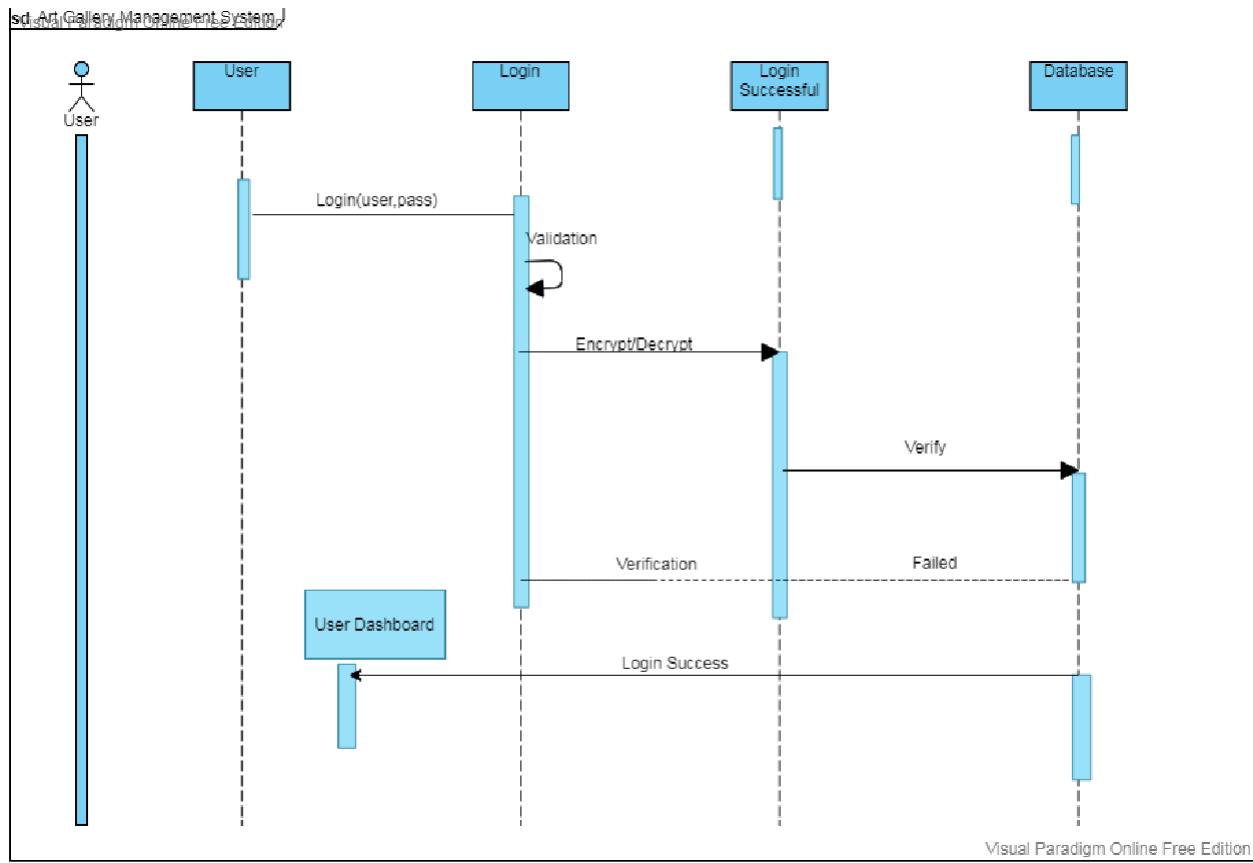 sd Art Gallery Management System
Visual Paradigm Online Free Edition
User
User
Login
Login
Successful
Database
Login(user,pass)
Validation
Encrypt/Decrypt
Verify
Verification
Failed
User Dashboard
Login Success
Visual Paradigm Online Free Edition